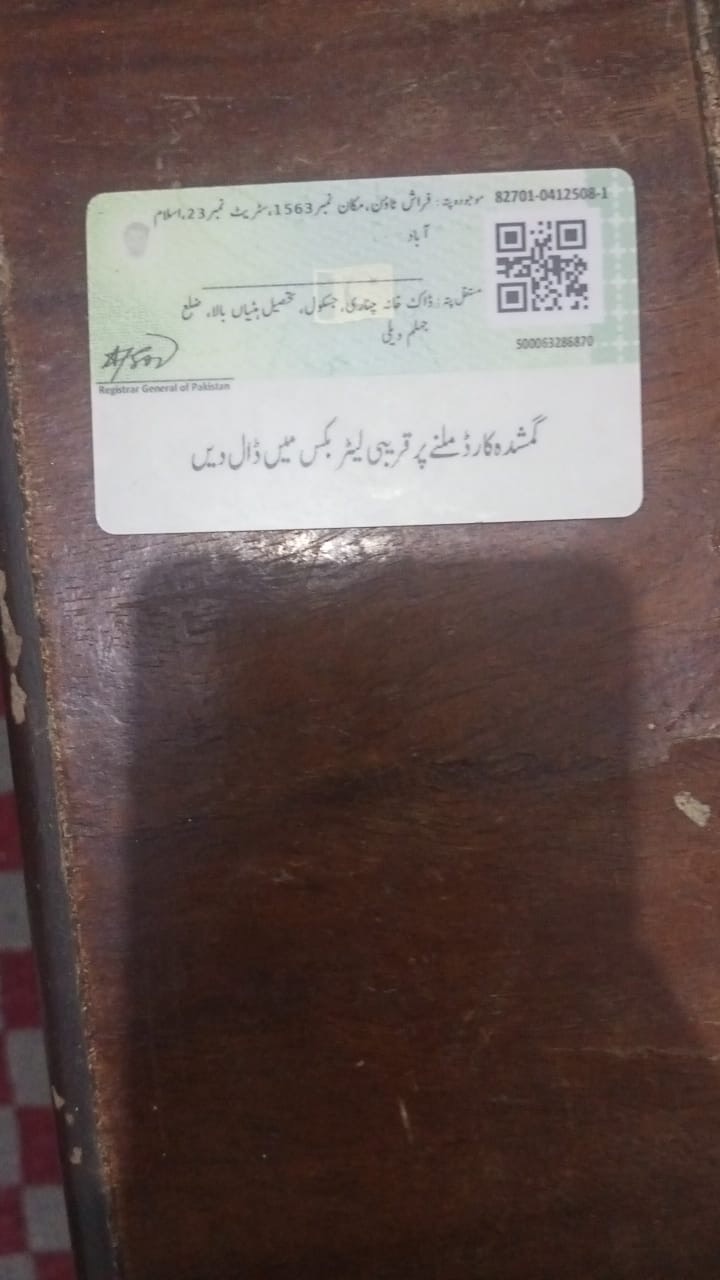 82701-0412508-1
موجودہ پتہ: فراش ٹاؤن، مکان نمبر 1563، سٹریٹ نمبر 23، اسلام
آباد
مستقل پتہ: ڈاک خانہ چناری، جسکول، تحصیل ہٹیاں بالا، ضلع
جہلم ویلی
500063286870
Registrar General of Pakistan
گمشدہ کارڈ ملنے پر قریبی لیٹر بکس میں ڈال دیں